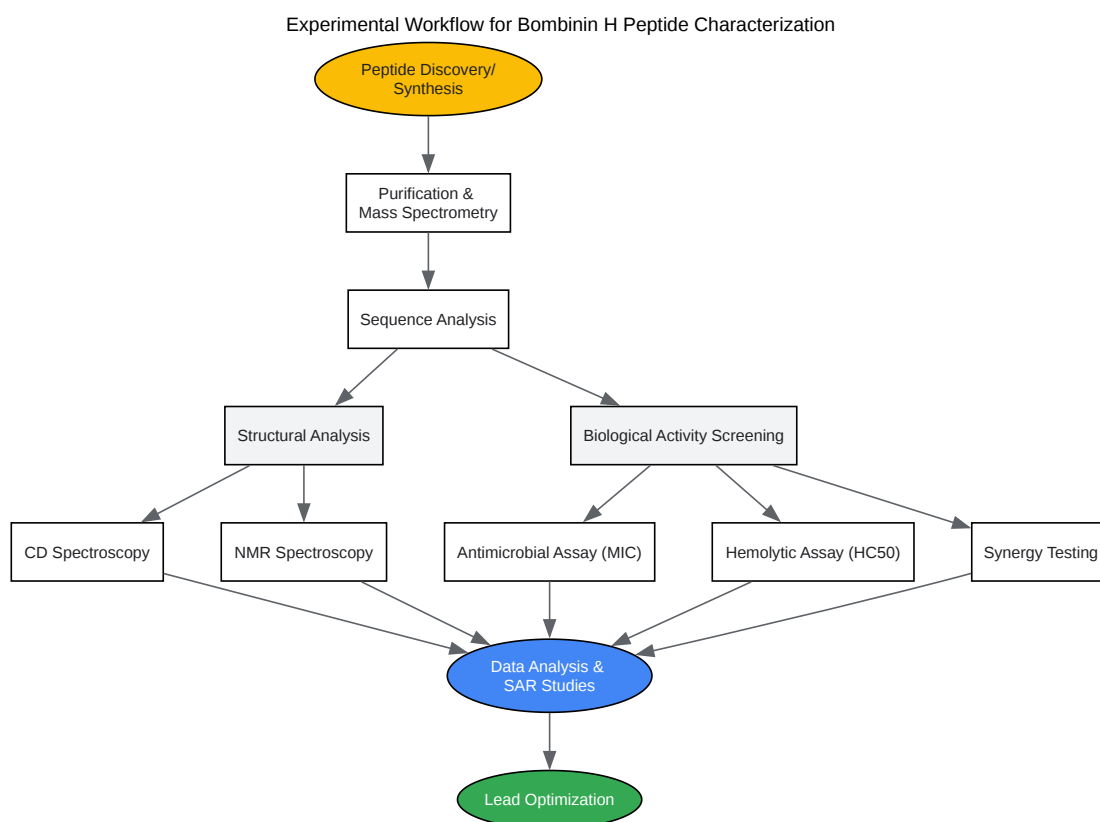 Experimental Workflow for Bombinin H Peptide Characterization
Peptide Discovery/
Synthesis
Purification &
Mass Spectrometry
Sequence Analysis
Structural Analysis
Biological Activity Screening
CD Spectroscopy
NMR Spectroscopy
Antimicrobial Assay (MIC)
Hemolytic Assay (HC50)
Synergy Testing
Data Analysis &
SAR Studies
Lead Optimization